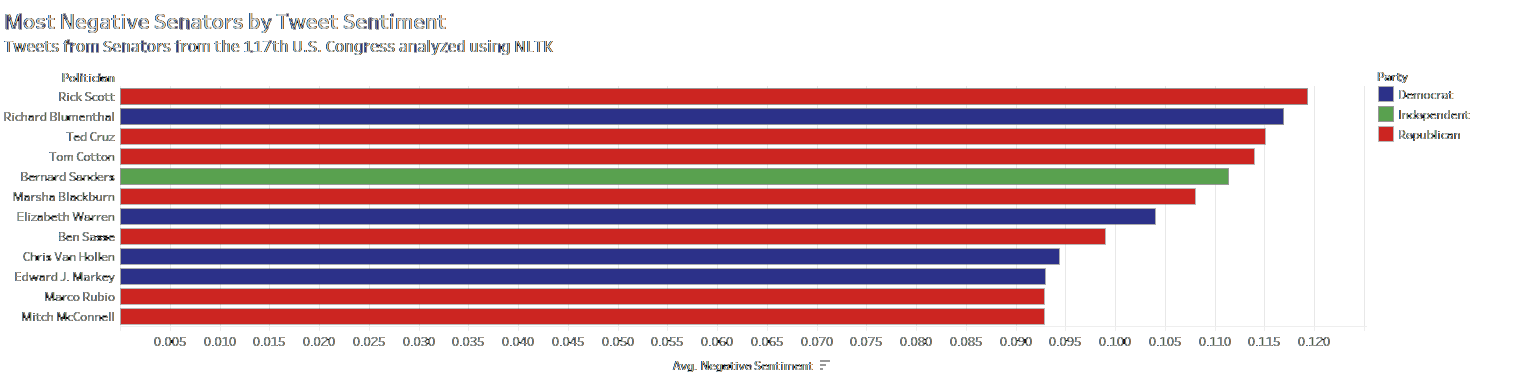 Most Negative Senators by Tweet Sentiment
Tweets from Senators from the 117th U.S. Congress analyzed using NLTK
Politician
Party
Rick Scott
Democrat
Richard Blumenthal
Independent
Ted Cruz
Republican
Tom Cotton
Bernard Sanders
Marsha Blackburn
Elizabeth Warren
Ben Sasse
Chris Van Hollen
Edward J. Markey
Marco Rubio
Mitch McConnell
0.005 0.010 0.015 0.020 0.025 0.030 0.035 0.040 0.045 0.050 0.055 0.060 0.065 0.070 0.075 0.080 0.085 0.090 0.095 0.100 0.105 0.110 0.115 0.120
Avg. Negative Sentiment